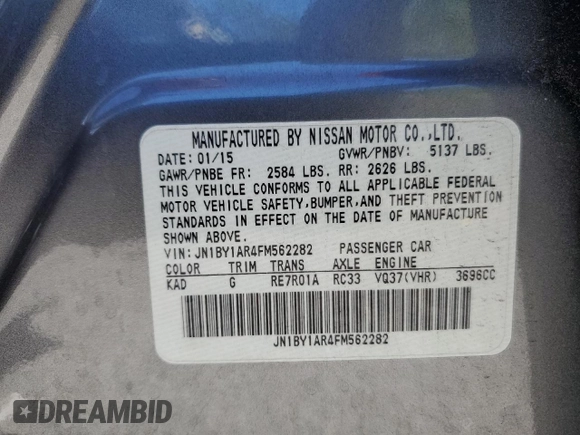 MANUFACTURED BY NISSAN MOTOR CO.,LTD.
DATE: 01/15 GVWR/PNBV: 5137 LBS.
GAWR/PNBE FR: 2584 LBS. RR: 2626 LBS.
THIS VEHICLE CONFORMS TO ALL APPLICABLE FEDERAL
MOTOR VEHICLE SAFETY,BUMPER,AND THEFT PREVENTION
STANDARDS IN EFFECT ON THE DATE OF MANUFACTURE
SHOWN ABOVE.
VIN: JN1BY1AR4FM562282 PASSENGER CAR
COLOR TRIM TRANS AXLE ENGINE
KAD G RE7R01A RC33 VQ37(VHR) 3696CC
JN1BY1AR4FM562282
DREAMBID